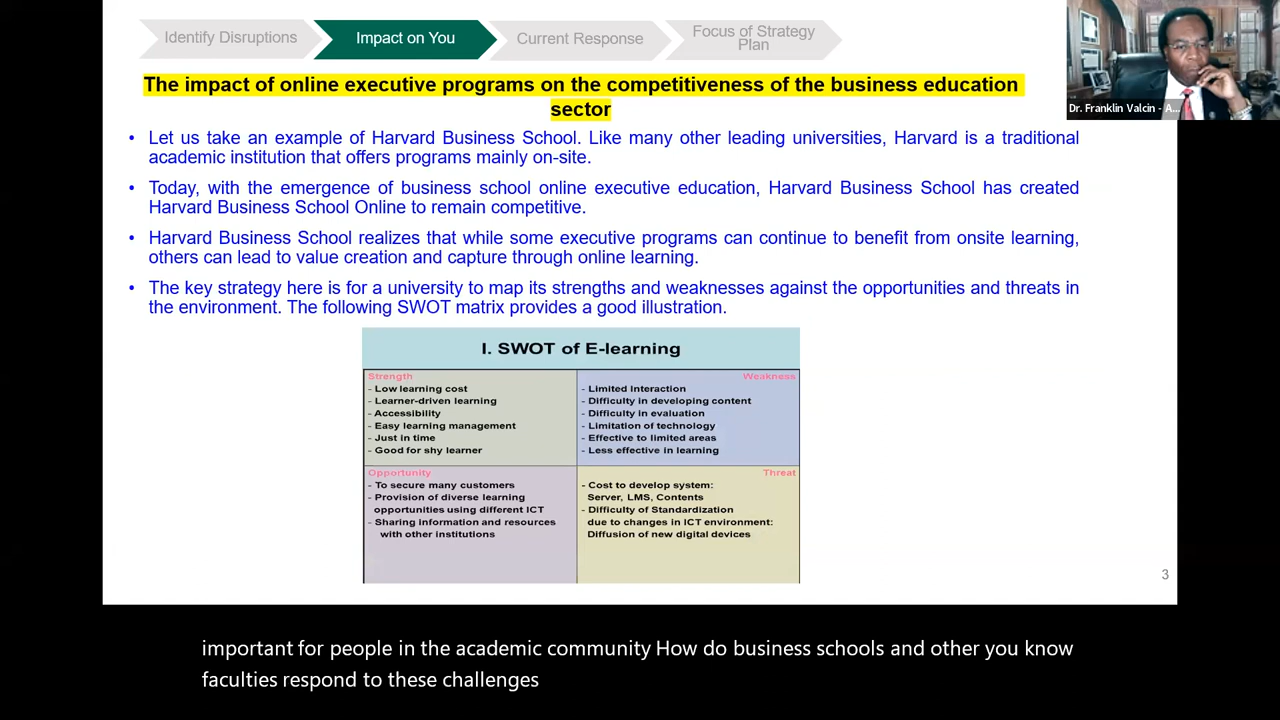 Identify Disruptions
Impact on You
Current Response
Focus of Strategy
Plan
Dr. Franklin Valcin - A...
The impact of online executive programs on the competitiveness of the business education
sector
• Let us take an example of Harvard Business School. Like many other leading universities, Harvard is a traditional
academic institution that offers programs mainly on-site.
• Today, with the emergence of business school online executive education, Harvard Business School has created
Harvard Business School Online to remain competitive.
• Harvard Business School realizes that while some executive programs can continue to benefit from onsite learning,
others can lead to value creation and capture through online learning.
• The key strategy here is for a university to map its strengths and weaknesses against the opportunities and threats in
the environment. The following SWOT matrix provides a good illustration.
I. SWOT of E-learning
Strength
- Low learning cost
- Learner-driven learning
- Accessibility
- Easy learning management
- Just in time
- Good for shy learner
Weakness
- Limited Interaction
- Difficulty in developing content
- Difficulty in evaluation
- Limitation of technology
- Effective to limited areas
- Less effective in learning
Opportunity
- To secure many customers
- Provision of diverse learning
opportunities using different ICT
- Sharing information and resources
with other institutions
Threat
- Cost to develop system:
Server, LMS, Contents
- Difficulty of Standardization
due to changes in ICT environment:
Diffusion of new digital devices
3
important for people in the academic community How do business schools and other you know
faculties respond to these challenges